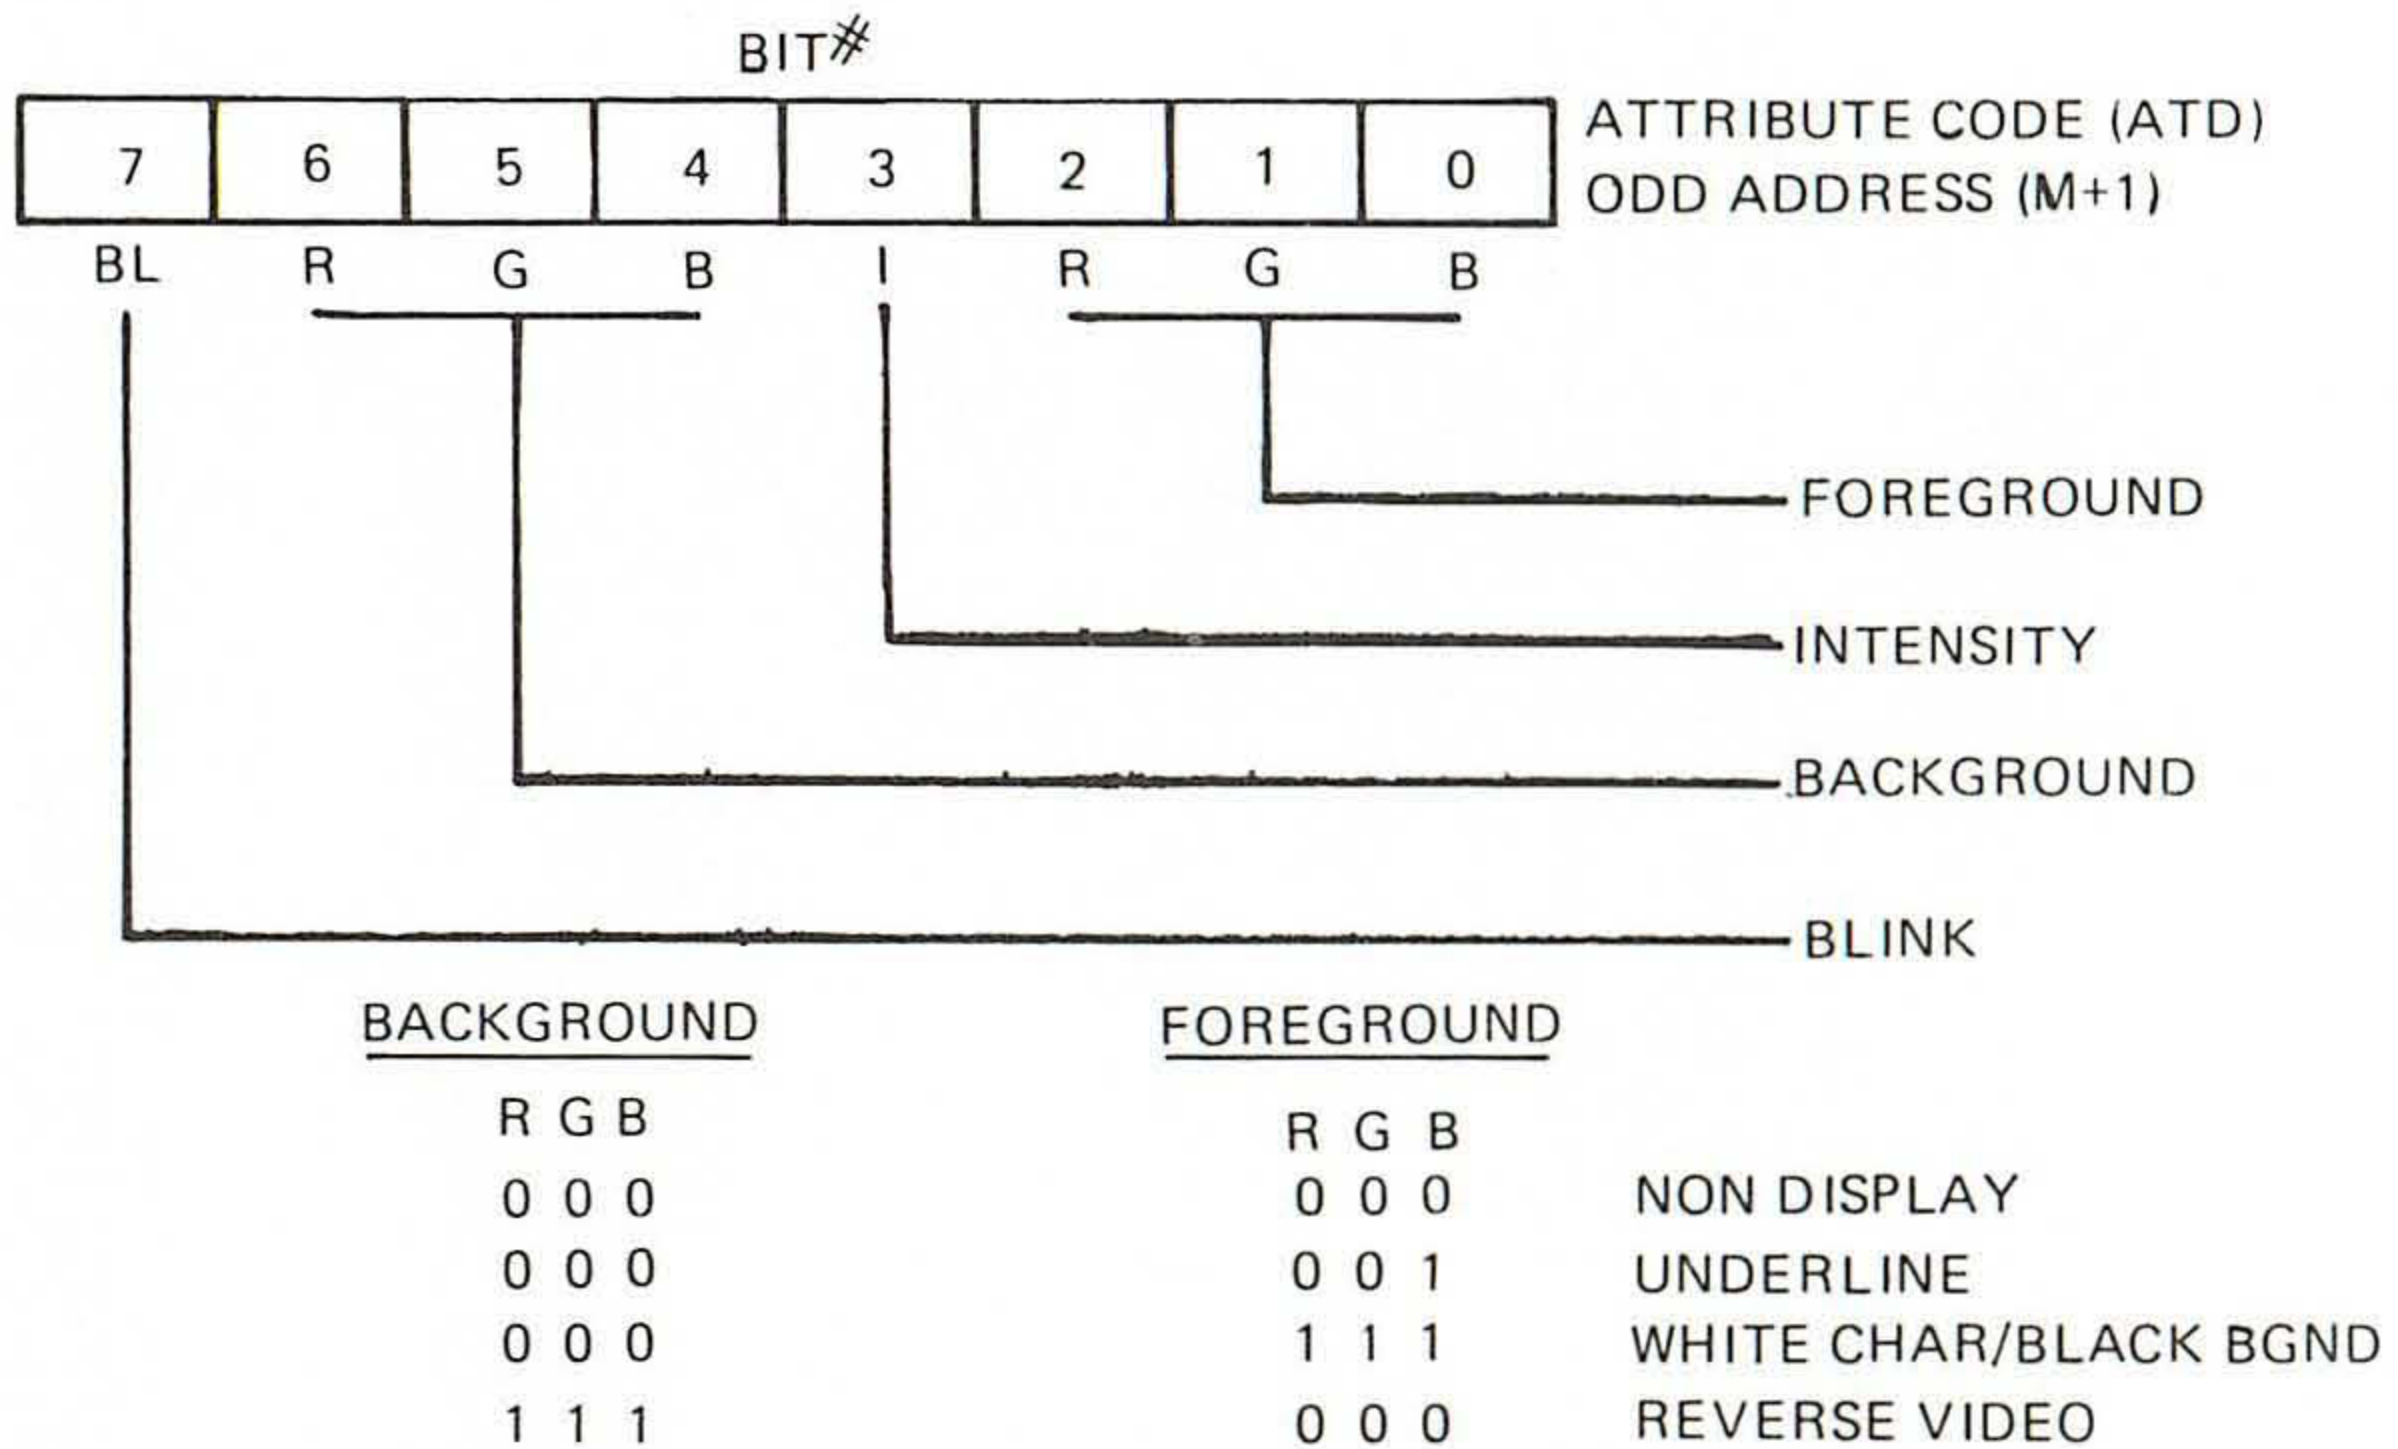 BIT#
7 6 5 4 3 2 1 0 ATTRIBUTE CODE (ATD)
ODD ADDRESS (M+1)
BL R G B I R G B
FOREGROUND
INTENSITY
BACKGROUND
BLINK
BACKGROUND FOREGROUND
R G B R G B
0 0 0 0 0 0 NON DISPLAY
0 0 0 0 0 1 UNDERLINE
0 0 0 1 1 1 WHITE CHAR/BLACK BGND
1 1 1 0 0 0 REVERSE VIDEO